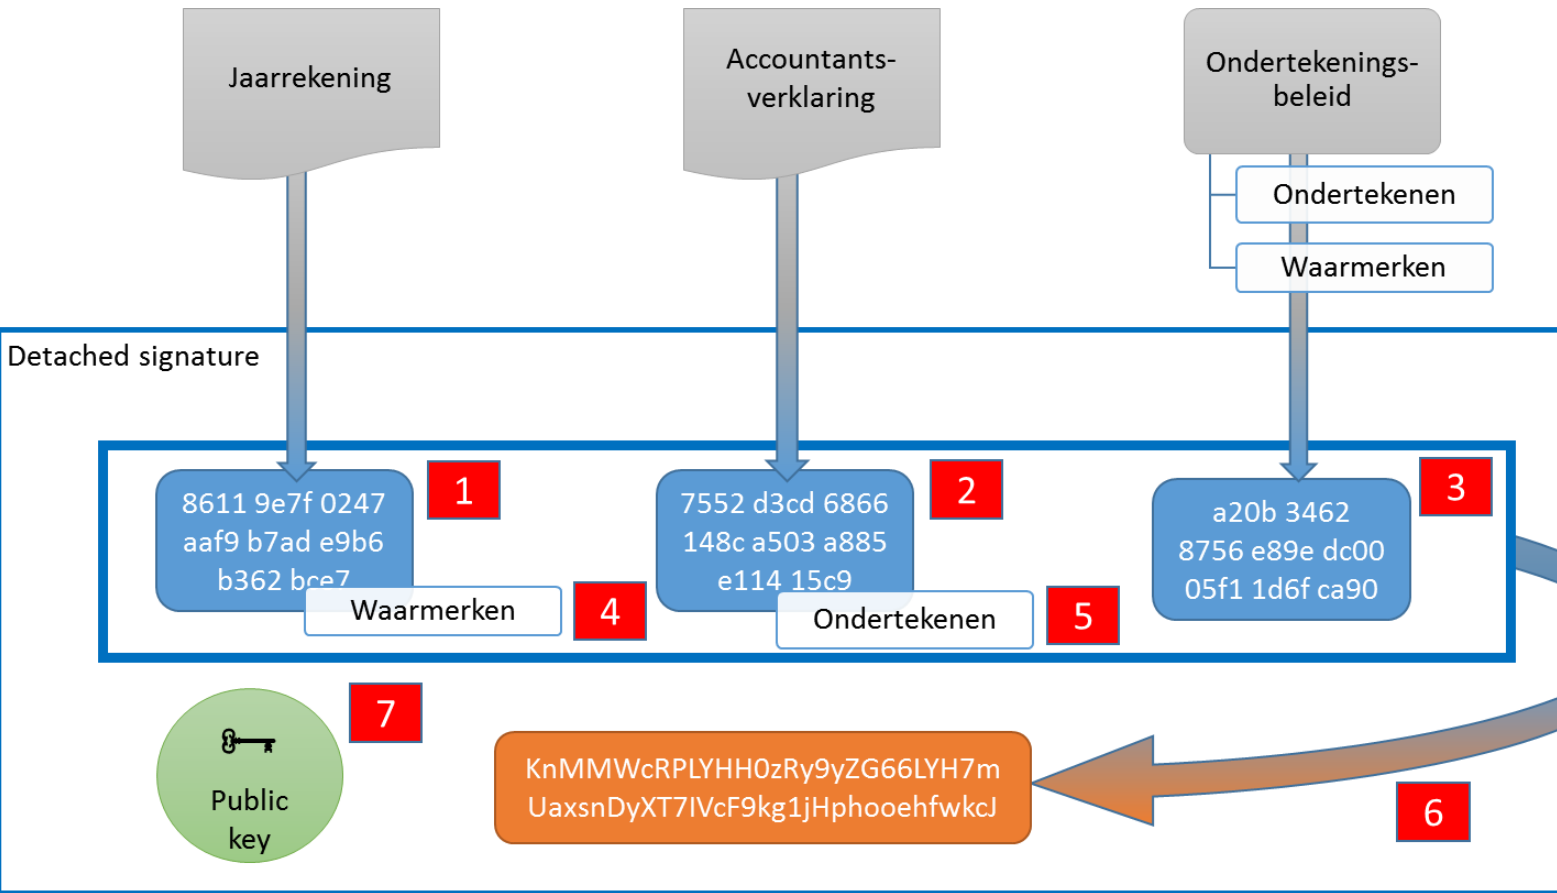 Jaarrekening
Accountants-
verklaring
Ondertekenings-
beleid
Ondertekenen
Waarmerken
Detached signature
8611 9e7f 0247
aaf9 b7ad e9b6
b362 bce7
1
Waarmerken
4
7552 d3cd 6866
148c a503 a885
e114 15c9
2
Ondertekenen
5
a20b 3462
8756 e89e dc00
05f1 1d6f ca90
3
7
Public
key
KnMMWcRPLYHH0zRy9yZG66LYH7m
UaxsnDyXT7IVcF9kg1jHphooehfwkcJ
6